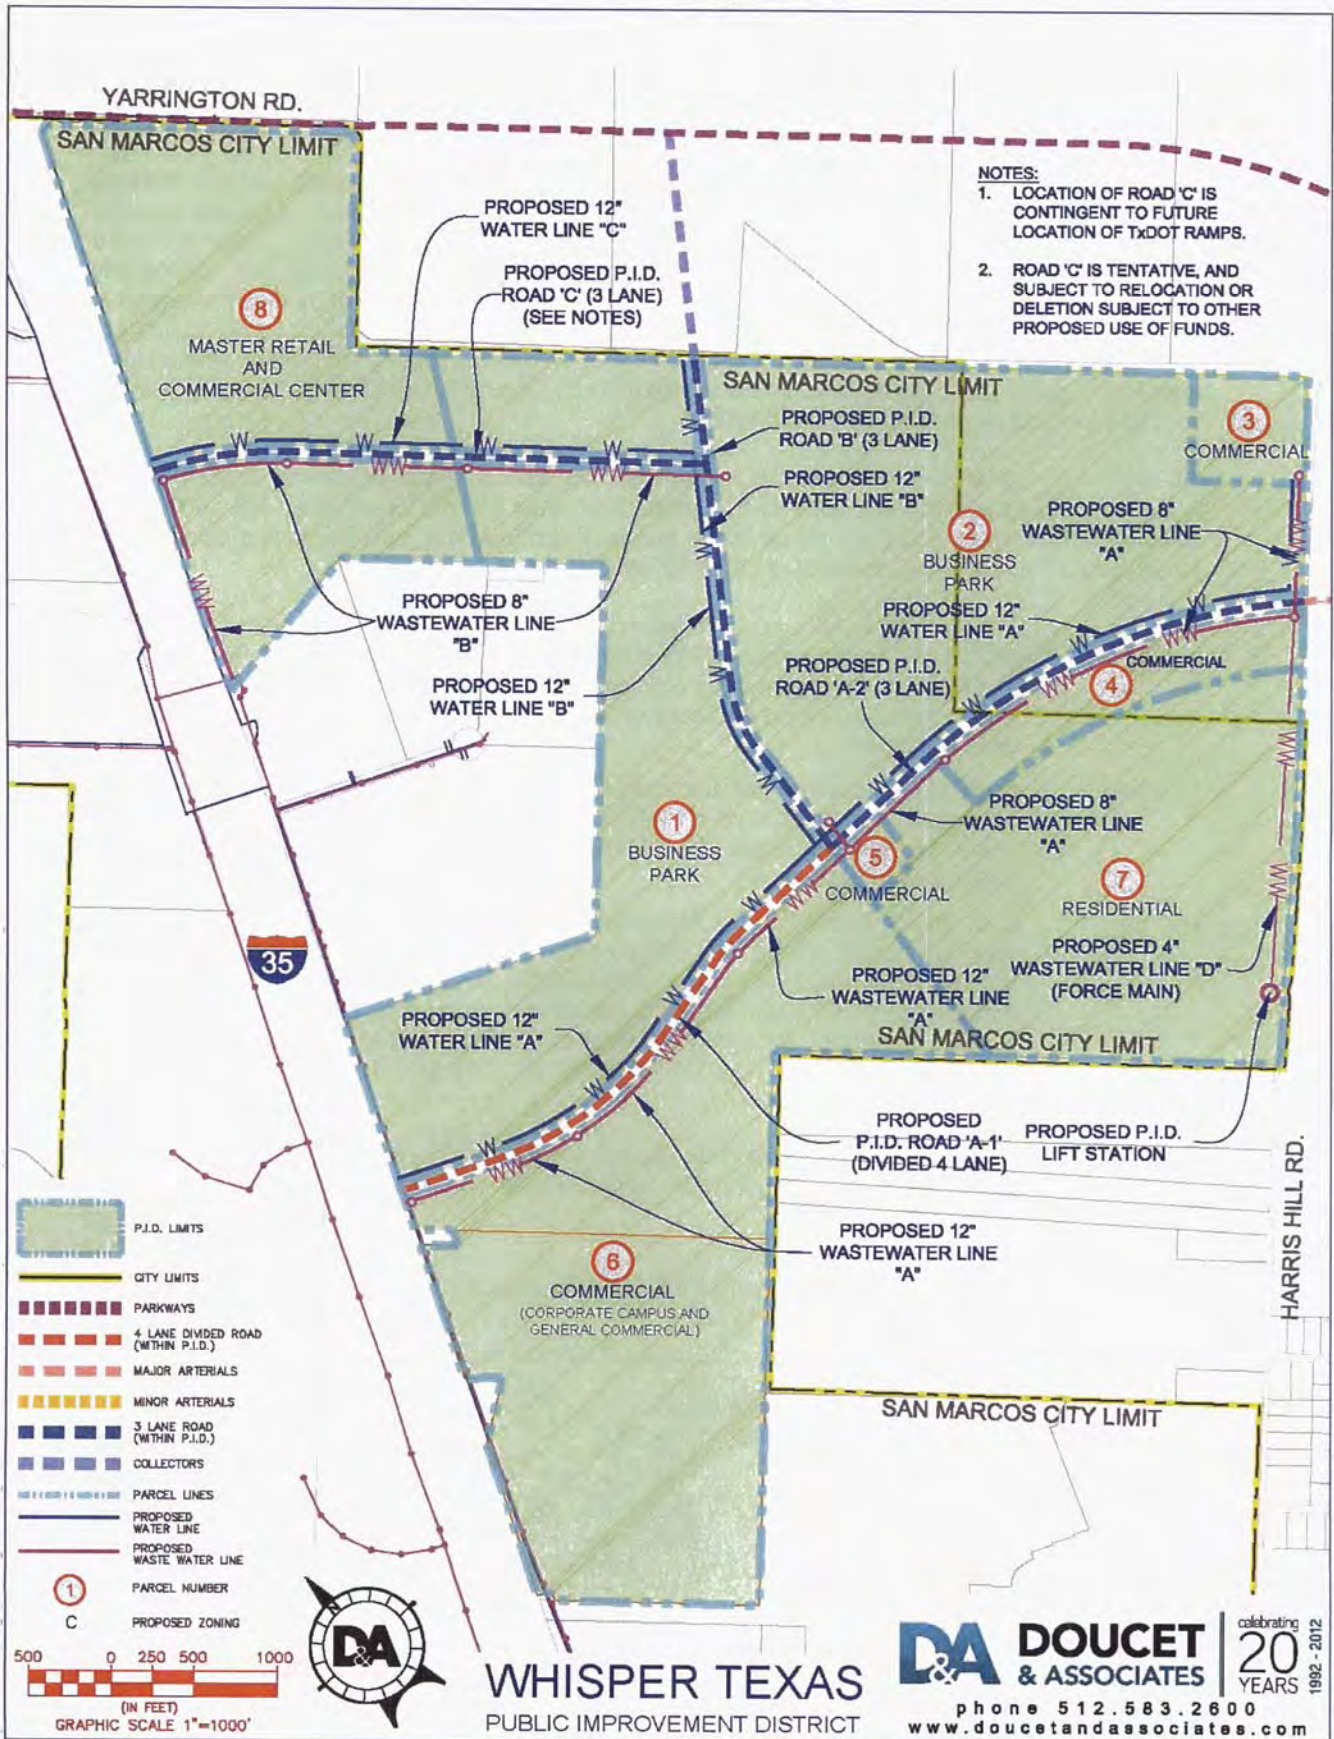 YARRINGTON RD.
SAN MARCOS CITY LIMIT
NOTES:
1. LOCATION OF ROAD 'C' IS
CONTINGENT TO FUTURE
LOCATION OF TxDOT RAMPS.
2. ROAD 'C' IS TENTATIVE, AND
SUBJECT TO RELOCATION OR
DELETION SUBJECT TO OTHER
PROPOSED USE OF FUNDS.
PROPOSED 12"
WATER LINE "C"
PROPOSED P.I.D.
ROAD 'C' (3 LANE)
(SEE NOTES)
8
MASTER RETAIL
AND
COMMERCIAL CENTER
SAN MARCOS CITY LIMIT
PROPOSED P.I.D.
ROAD 'B' (3 LANE)
3
COMMERCIAL
W
W
W
W
W
WW
WW
PROPOSED 12"
WATER LINE "B"
PROPOSED 8"
WASTEWATER LINE
"A"
WW
2
BUSINESS
PARK
W
WW
PROPOSED 8"
WASTEWATER LINE
"B"
W
PROPOSED 12"
WATER LINE "A"
W
WW
W
COMMERCIAL
PROPOSED 12"
WATER LINE "B"
W
PROPOSED P.I.D.
ROAD 'A-2' (3 LANE)
WW
4
W
WW
W
W
PROPOSED 8"
WASTEWATER LINE
"A"
1
BUSINESS
PARK
5
COMMERCIAL
WW
W
7
RESIDENTIAL
WW
35
PROPOSED 4"
WASTEWATER LINE "D"
(FORCE MAIN)
PROPOSED 12"
WASTEWATER LINE
"A"
W
PROPOSED 12"
WATER LINE "A"
WW
SAN MARCOS CITY LIMIT
W
W
WW
PROPOSED
P.I.D. ROAD 'A-1'
(DIVIDED 4 LANE)
PROPOSED P.I.D.
LIFT STATION
HARRIS HILL RD.
PROPOSED 12"
WASTEWATER LINE
"A"
6
COMMERCIAL
(CORPORATE CAMPUS AND
GENERAL COMMERCIAL)
SAN MARCOS CITY LIMIT
P.I.D. LIMITS
CITY LIMITS
PARKWAYS
4 LANE DIVIDED ROAD
(WITHIN P.I.D.)
MAJOR ARTERIALS
MINOR ARTERIALS
3 LANE ROAD
(WITHIN P.I.D.)
COLLECTORS
PARCEL LINES
PROPOSED
WATER LINE
PROPOSED
WASTE WATER LINE
1 PARCEL NUMBER
C PROPOSED ZONING
500 0 250 500 1000
(IN FEET)
GRAPHIC SCALE 1"=1000'
N
D&A
WHISPER TEXAS
PUBLIC IMPROVEMENT DISTRICT
D&A DOUCET
& ASSOCIATES
celebrating
20
YEARS
1992 - 2012
phone 512.583.2600
www.doucetandassociates.com